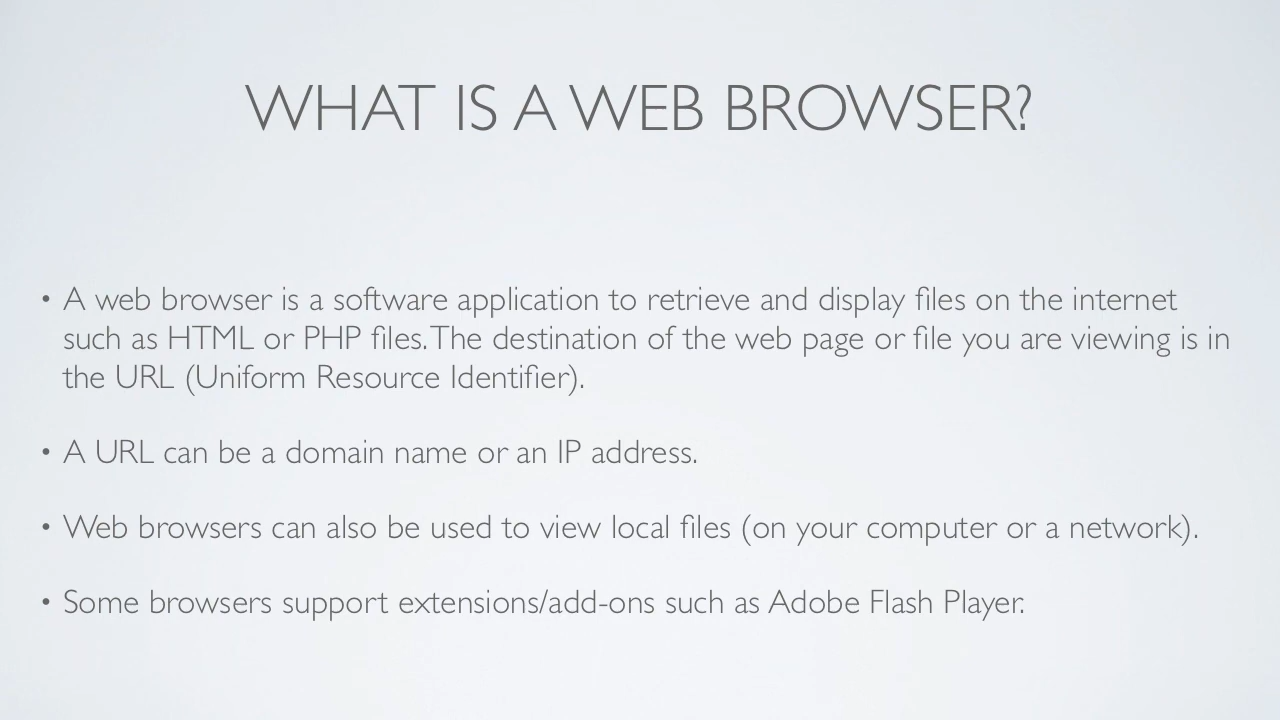 WHAT IS A WEB BROWSER?
• A web browser is a software application to retrieve and display files on the internet
such as HTML or PHP files. The destination of the web page or file you are viewing is in
the URL (Uniform Resource Identifier).
• A URL can be a domain name or an IP address.
• Web browsers can also be used to view local files (on your computer or a network).
• Some browsers support extensions/add-ons such as Adobe Flash Player.